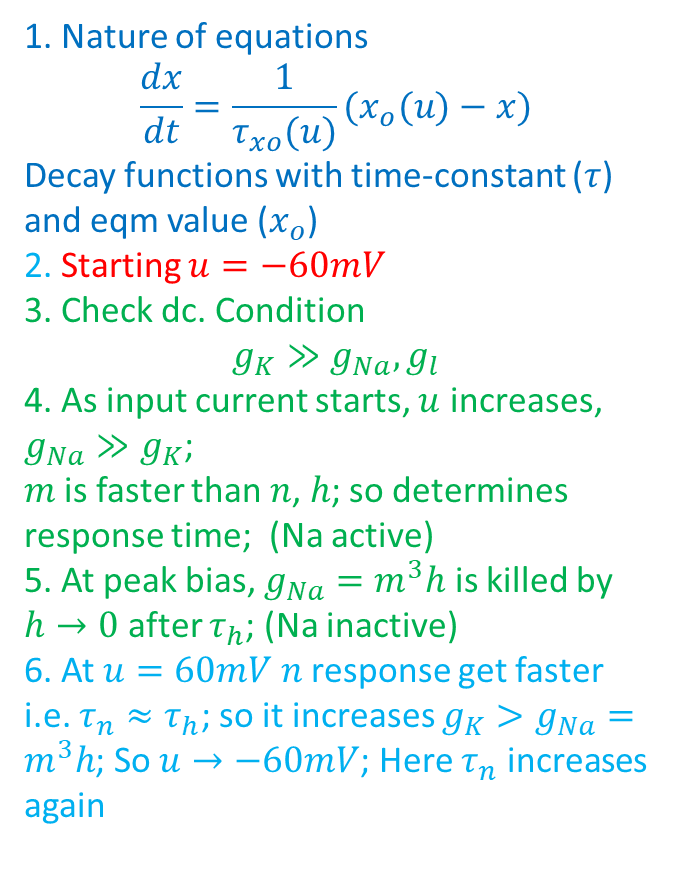 1. Nature of equations
dx/dt = 1/τₓₒ(u) (xₒ(u) − x)
Decay functions with time-constant (τ)
and eqm value (xₒ)
2. Starting u = −60mV
3. Check dc. Condition
g_K ≫ g_Na, g_l
4. As input current starts, u increases,
g_Na ≫ g_K;
m is faster than n, h; so determines
response time; (Na active)
5. At peak bias, g_Na = m³h is killed by
h → 0 after τ_h; (Na inactive)
6. At u = 60mV n response get faster
i.e. τ_n ≈ τ_h; so it increases g_K > g_Na =
m³h; So u → −60mV; Here τ_n increases
again